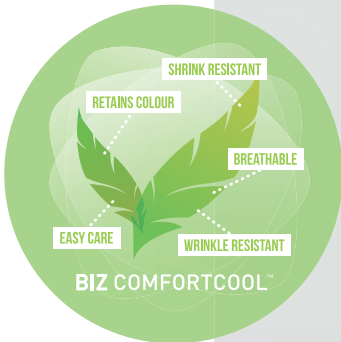 SHRINK RESISTANT
RETAINS COLOUR
BREATHABLE
EASY CARE
WRINKLE RESISTANT
BIZ COMFORTCOOL™